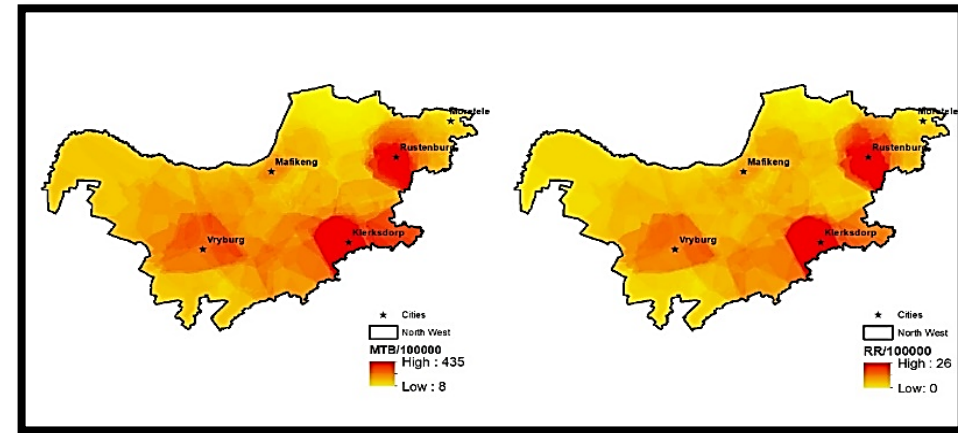 Moretele
Rustenburg
Mafikeng
Klerksdorp
Vryburg
Cities
North West
MTB/100000
High : 435
Low : 8
Moretele
Rustenburg
Mafikeng
Klerksdorp
Vryburg
Cities
North West
RR/100000
High : 26
Low: 0